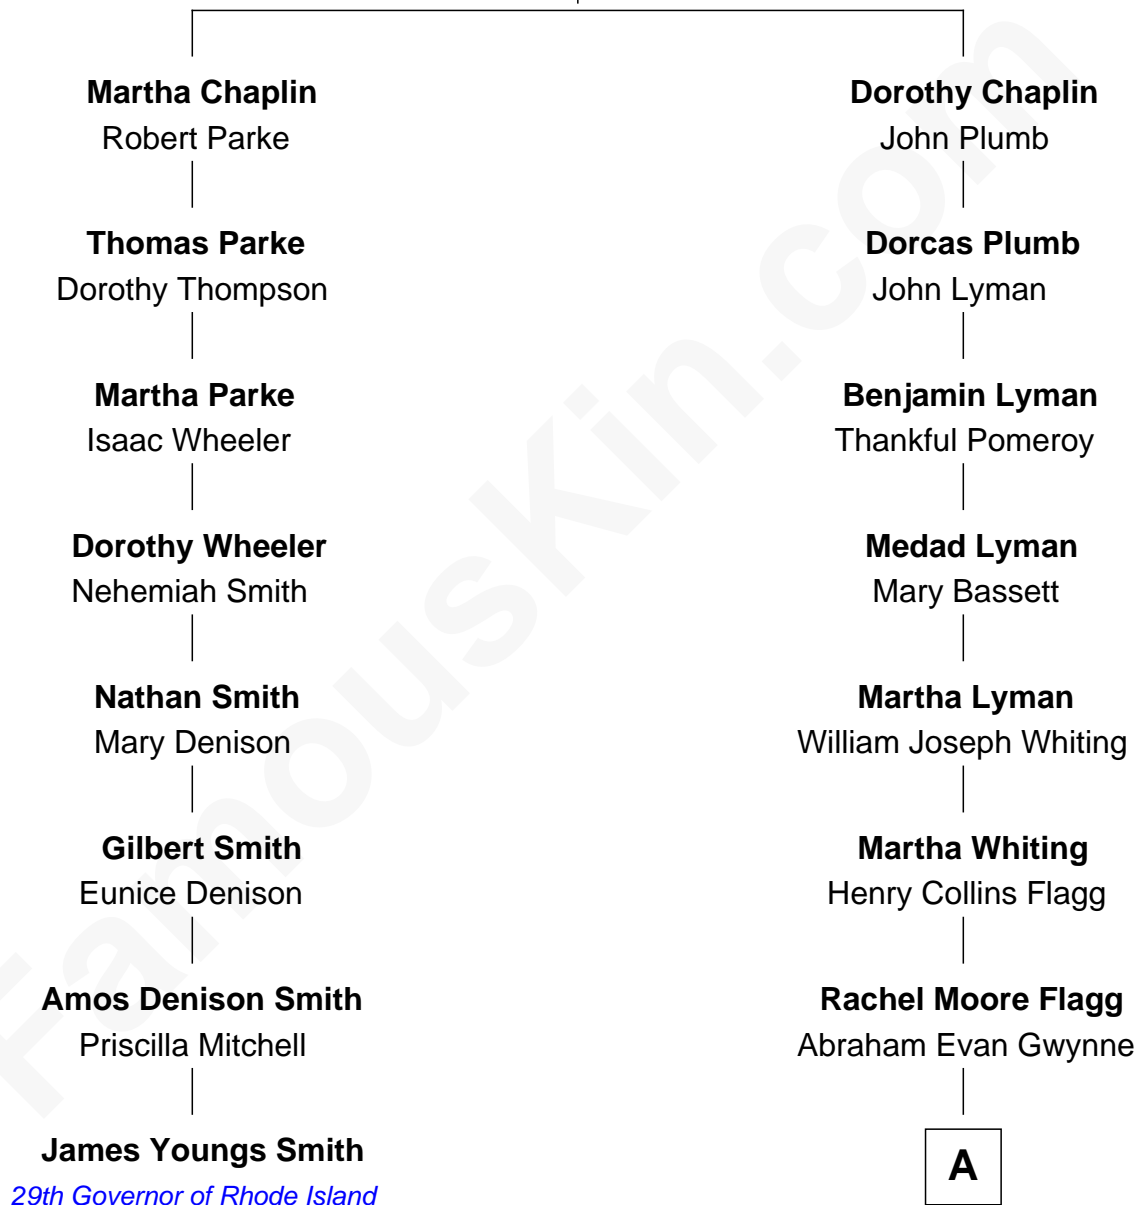 Martha Chaplin
Robert Parke
Thomas Parke
Dorothy Thompson
Martha Parke
Isaac Wheeler
Dorothy Wheeler
Nehemiah Smith
Nathan Smith
Mary Denison
Gilbert Smith
Eunice Denison
Amos Denison Smith
Priscilla Mitchell
James Youngs Smith
29th Governor of Rhode Island
Dorothy Chaplin
John Plumb
Dorcas Plumb
John Lyman
Benjamin Lyman
Thankful Pomeroy
Medad Lyman
Mary Bassett
Martha Lyman
William Joseph Whiting
Martha Whiting
Henry Collins Flagg
Rachel Moore Flagg
Abraham Evan Gwynne
A
FamousKin.com